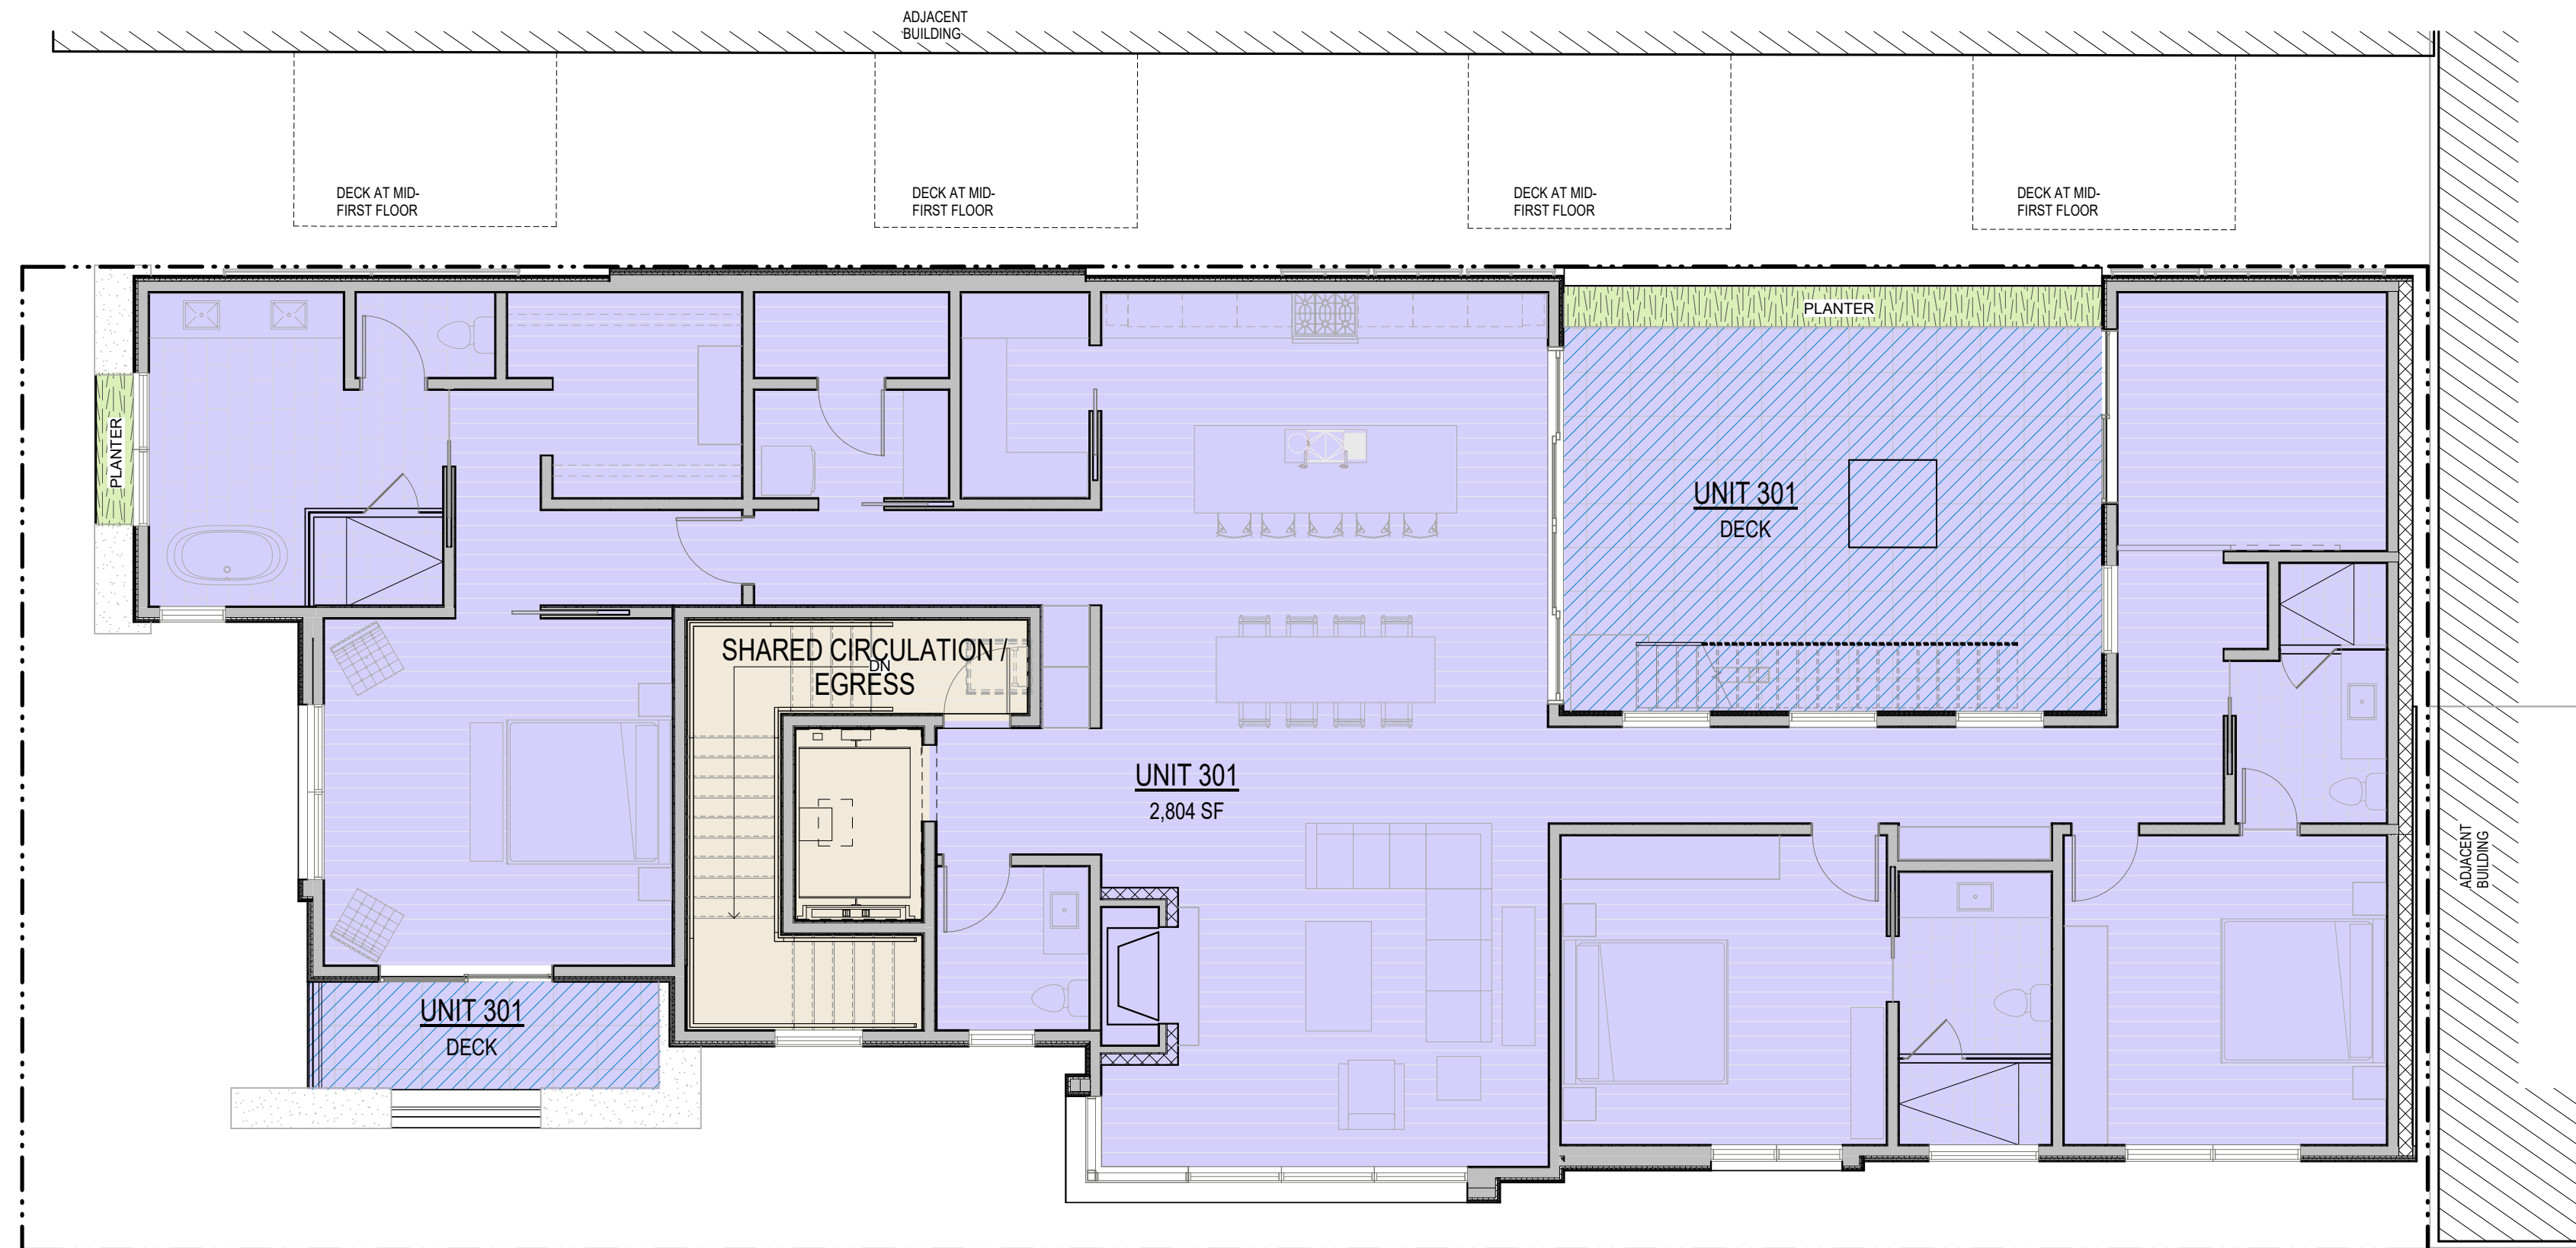 ADJACENT
BUILDING
DECK AT MID-
FIRST FLOOR
DECK AT MID-
FIRST FLOOR
DECK AT MID-
FIRST FLOOR
DECK AT MID-
FIRST FLOOR
PLANTER
PLANTER
UNIT 301
DECK
SHARED CIRCULATION /
DN
EGRESS
UNIT 301
2,804 SF
ADJACENT
BUILDING
UNIT 301
DECK